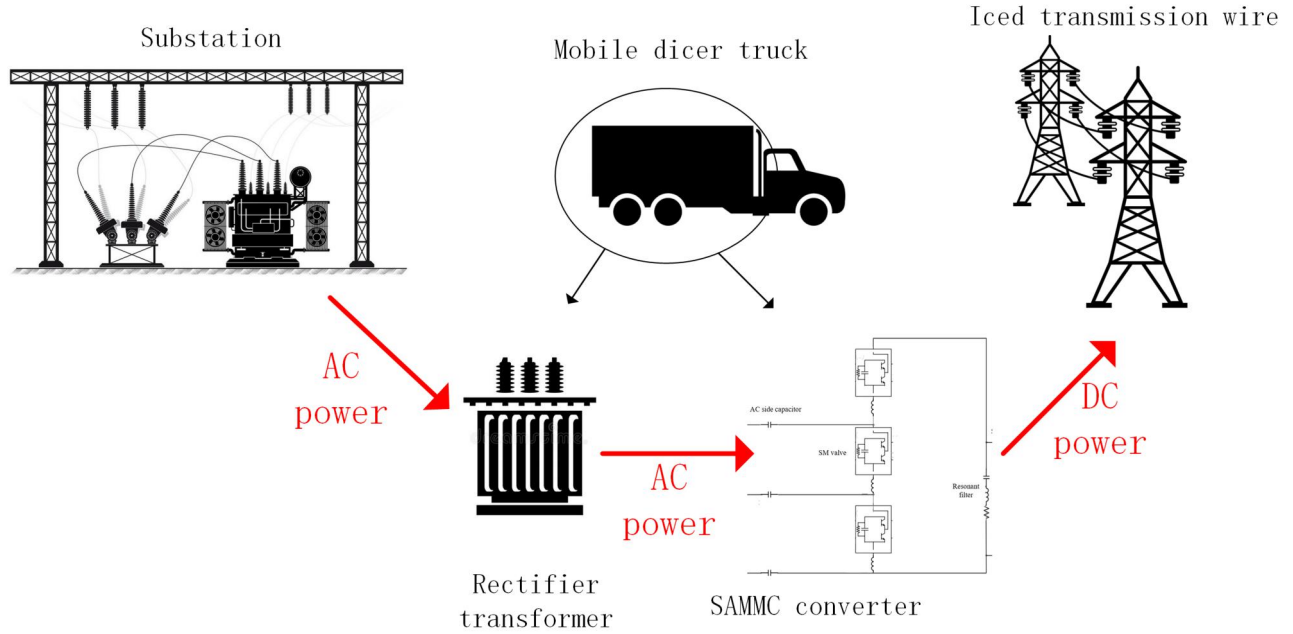 Substation
Mobile dicer truck
Iced transmission wire
AC
power
AC
power
DC
power
AC side capacitor
SM valve
Resonant
filter
Rectifier
transformer
SAMMC converter